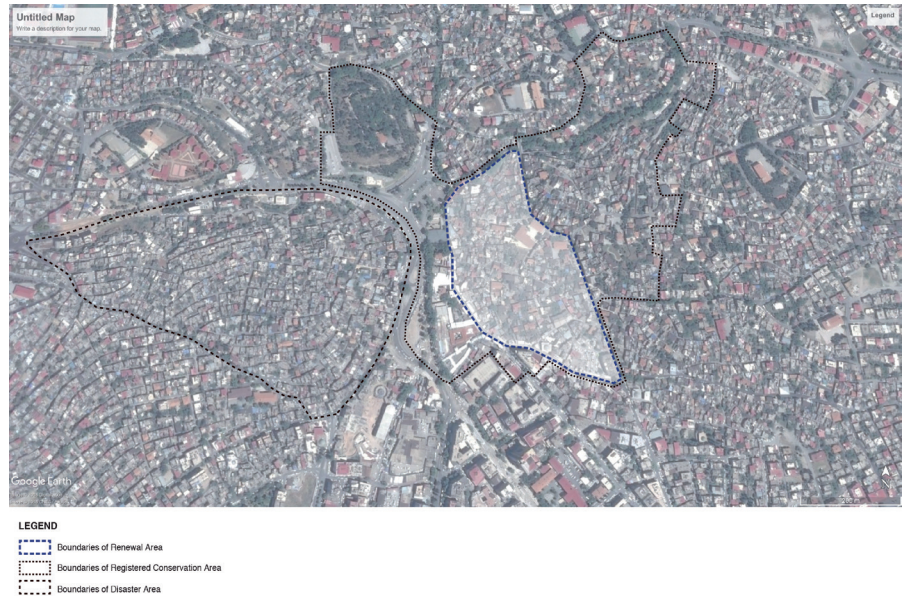 Untitled Map
Write a description for your map.
Legend
Google Earth
LEGEND
Boundaries of Renewal Area
Boundaries of Registered Conservation Area
Boundaries of Disaster Area